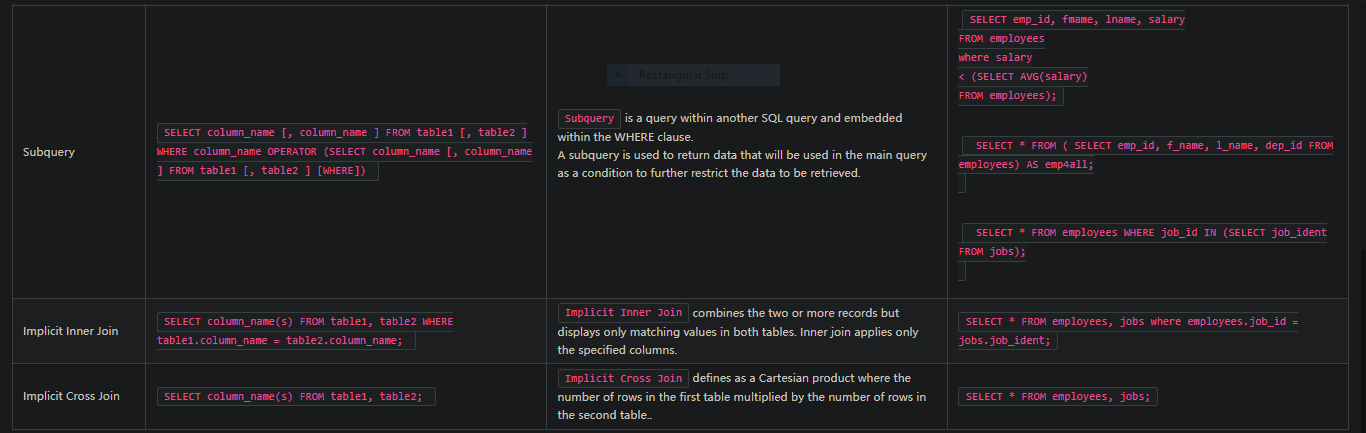 Subquery
SELECT column_name [, column_name ] FROM table1 [, table2 ]
WHERE column_name OPERATOR (SELECT column_name [, column_name
] FROM table1 [, table2 ] [WHERE])
Rectangular Snip
Subquery is a query within another SQL query and embedded
within the WHERE clause.
A subquery is used to return data that will be used in the main query
as a condition to further restrict the data to be retrieved.
SELECT emp_id, fmame, lname, salary
FROM employees
where salary
< (SELECT AVG(salary)
FROM employees);
SELECT * FROM ( SELECT emp_id, f_name, l_name, dep_id FROM
employees) AS emp4all;
SELECT * FROM employees WHERE job_id IN (SELECT job_ident
FROM jobs);
Implicit Inner Join
SELECT column_name(s) FROM table1, table2 WHERE
table1.column_name = table2.column_name;
Implicit Inner Join combines the two or more records but
displays only matching values in both tables. Inner join applies only
the specified columns.
SELECT * FROM employees, jobs where employees.job_id =
jobs.job_ident;
Implicit Cross Join
SELECT column_name(s) FROM table1, table2;
Implicit Cross Join defines as a Cartesian product where the
number of rows in the first table multiplied by the number of rows in
the second table..
SELECT * FROM employees, jobs;